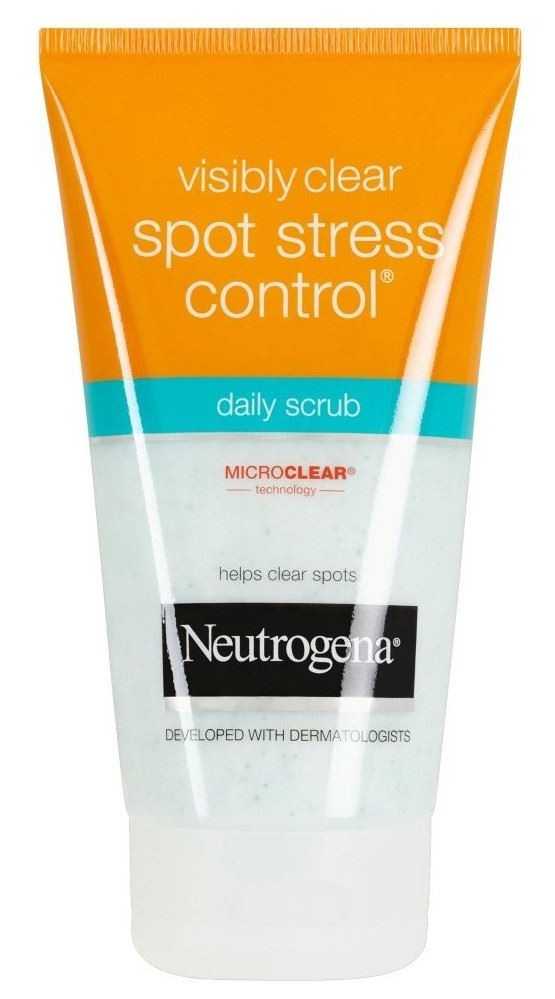 visibly clear
spot stress
control®
daily scrub
MICROCLEAR®
technology
helps clear spots
Neutrogena®
DEVELOPED WITH DERMATOLOGISTS